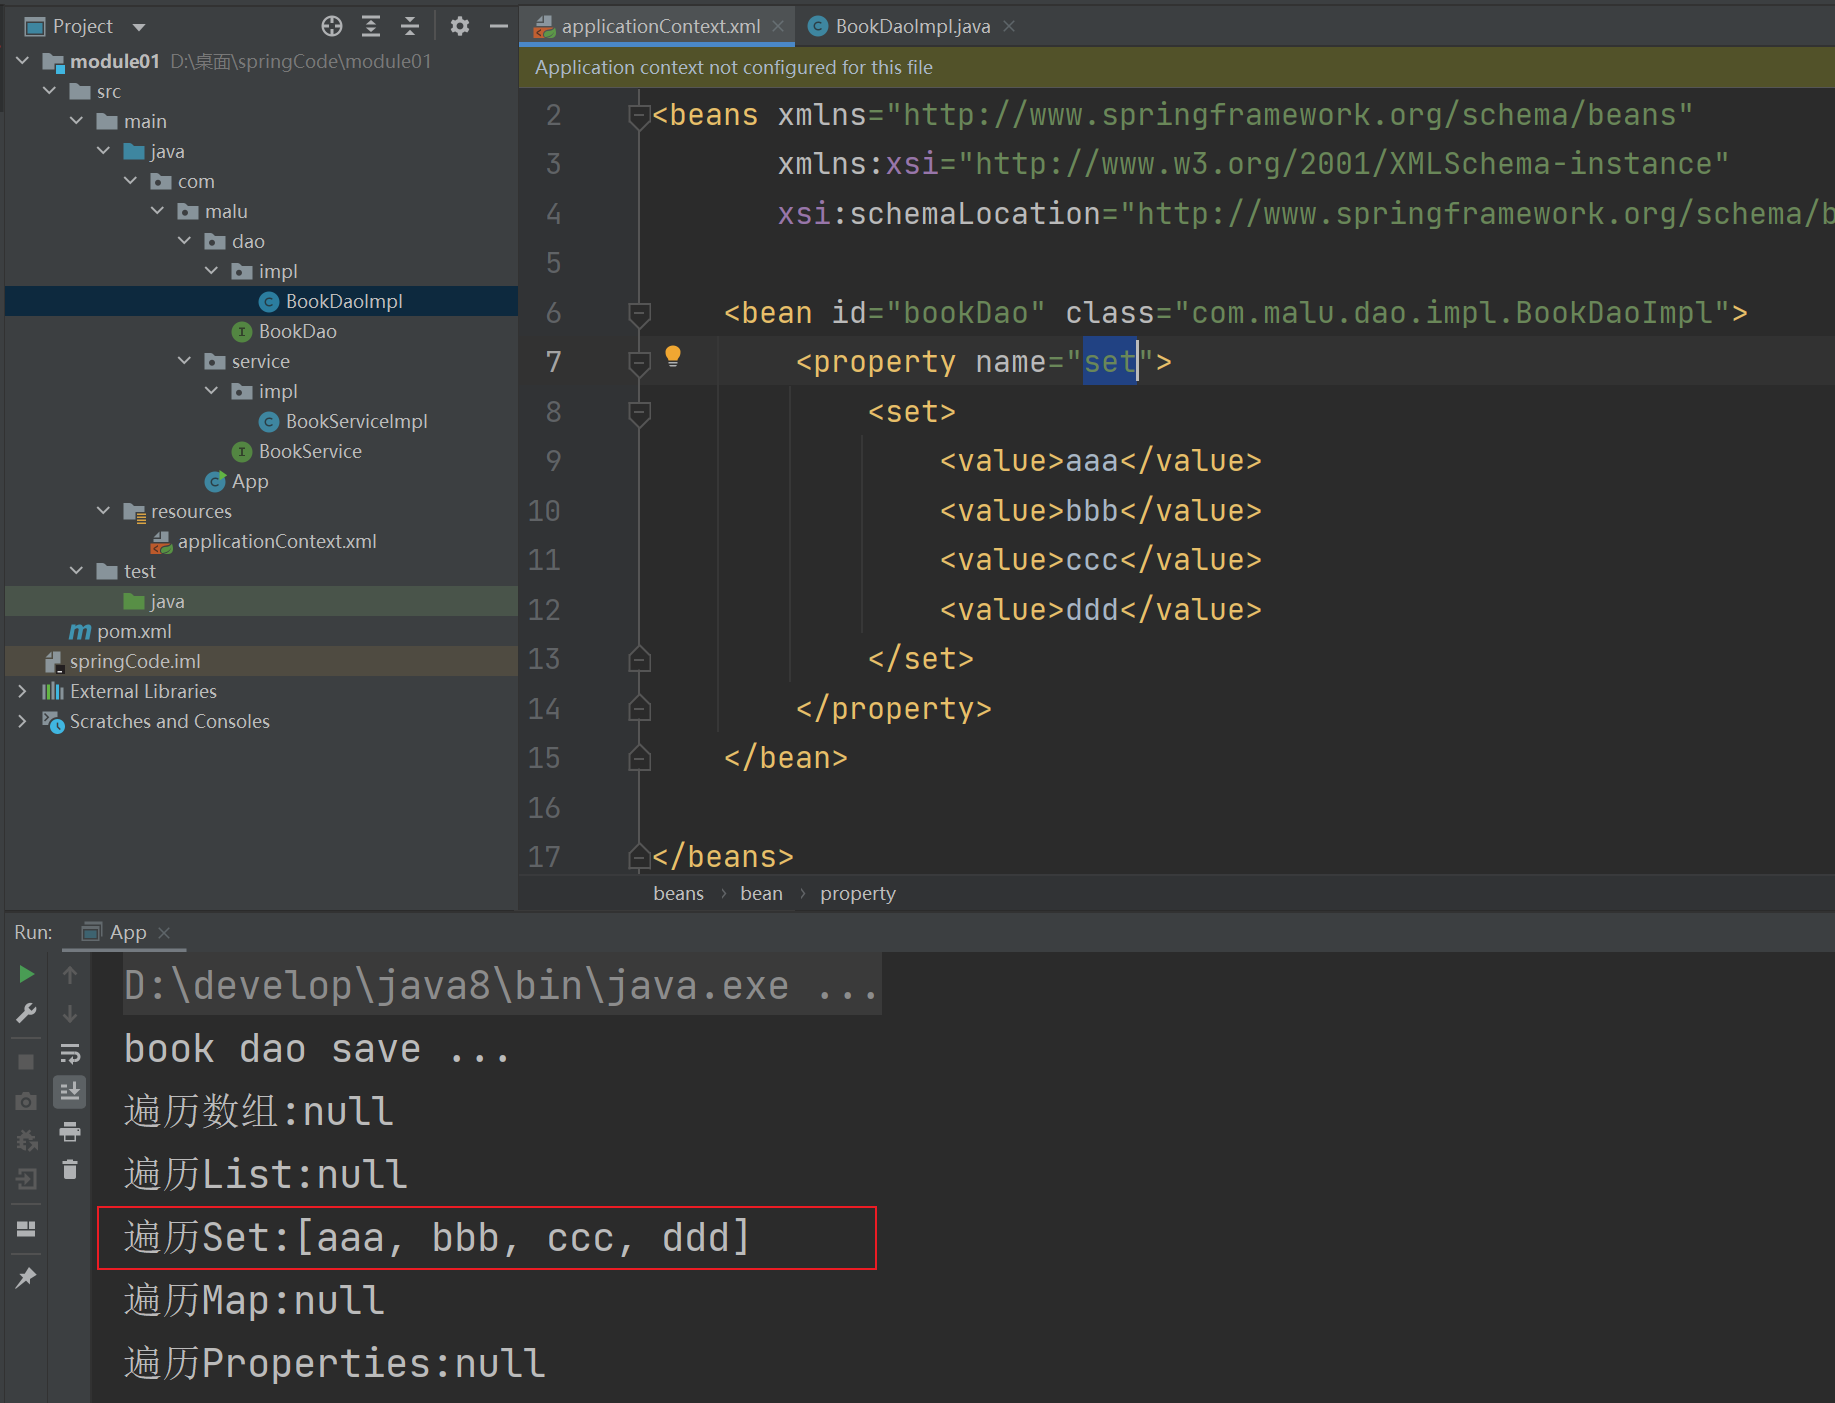 Project
module01 D:\桌面\springCode\module01
src
main
java
com
malu
dao
impl
BookDaoImpl
BookDao
service
impl
BookServiceImpl
BookService
App
resources
applicationContext.xml
test
java
pom.xml
springCode.iml
External Libraries
Scratches and Consoles
applicationContext.xml
BookDaoImpl.java
Application context not configured for this file
2 <beans xmlns="http://www.springframework.org/schema/beans"
3 xmlns:xsi="http://www.w3.org/2001/XMLSchema-instance"
4 xsi:schemaLocation="http://www.springframework.org/schema/b
5
6 <bean id="bookDao" class="com.malu.dao.impl.BookDaoImpl">
7 <property name="set">
8 <set>
9 <value>aaa</value>
10 <value>bbb</value>
11 <value>ccc</value>
12 <value>ddd</value>
13 </set>
14 </property>
15 </bean>
16
17 </beans>
beans › bean › property
Run: App
D:\develop\java8\bin\java.exe ...
book dao save ...
遍历数组:null
遍历List:null
遍历Set:[aaa, bbb, ccc, ddd]
遍历Map:null
遍历Properties:null